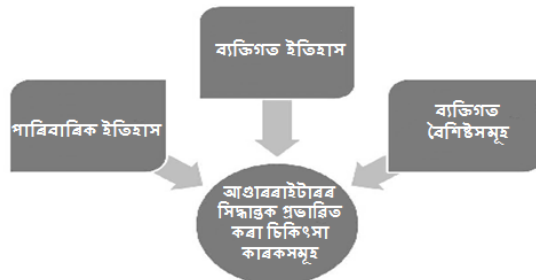 ব্যক্তিগত ইতিহাস
পাৰিবাৰিক ইতিহাস
ব্যক্তিগত
বৈশিষ্টসমূহ
আণ্ডাৰৰাইটাৰৰ
সিদ্ধান্তক প্ৰভাৱিত
কৰা চিকিৎসা
কাৰকসমূহ